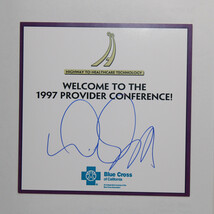 HIGHWAY TO HEALTHCARE TECHNOLOGY
WELCOME TO THE
1997 PROVIDER CONFERENCE!
Blue Cross
of California